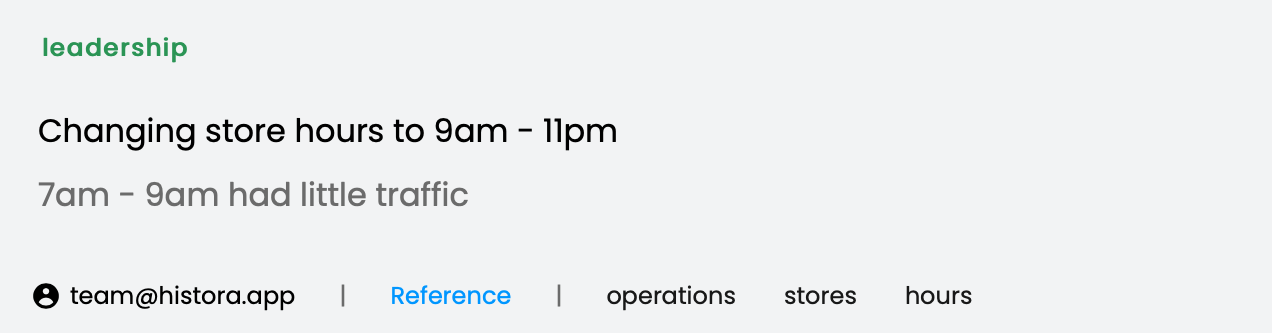 leadership
Changing store hours to 9am - 11pm
7am - 9am had little traffic
team@histora.app | Reference | operations stores hours